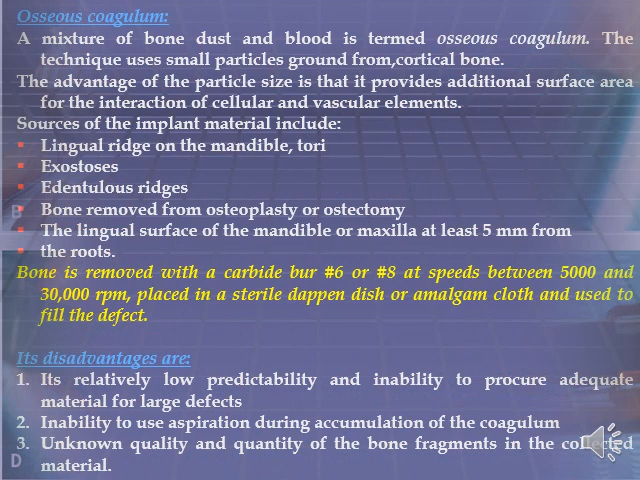 Osseous coagulum:
A mixture of bone dust and blood is termed osseous coagulum. The
technique uses small particles ground from,cortical bone.
The advantage of the particle size is that it provides additional surface area
for the interaction of cellular and vascular elements.
Sources of the implant material include:
▪ Lingual ridge on the mandible, tori
▪ Exostoses
▪ Edentulous ridges
▪ Bone removed from osteoplasty or ostectomy
▪ The lingual surface of the mandible or maxilla at least 5 mm from
▪ the roots.
B
Bone is removed with a carbide bur #6 or #8 at speeds between 5000 and
30,000 rpm, placed in a sterile dappen dish or amalgam cloth and used to
fill the defect.
Its disadvantages are:
1. Its relatively low predictability and inability to procure adequate
material for large defects
2. Inability to use aspiration during accumulation of the coagulum
3. Unknown quality and quantity of the bone fragments in the collected
material.
D